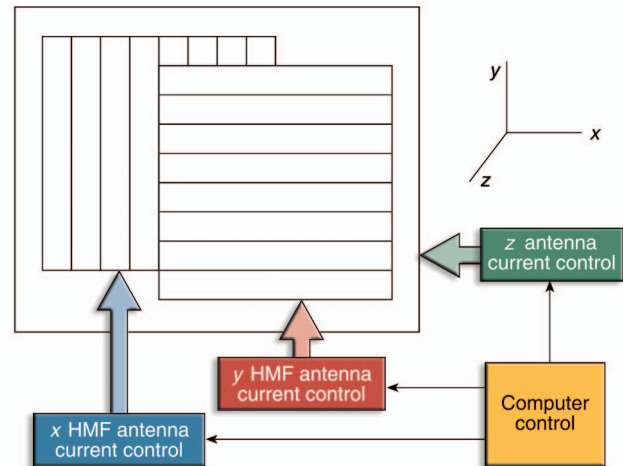 y
x
z
z antenna
current control
y HMF antenna
current control
Computer
control
x HMF antenna
current control